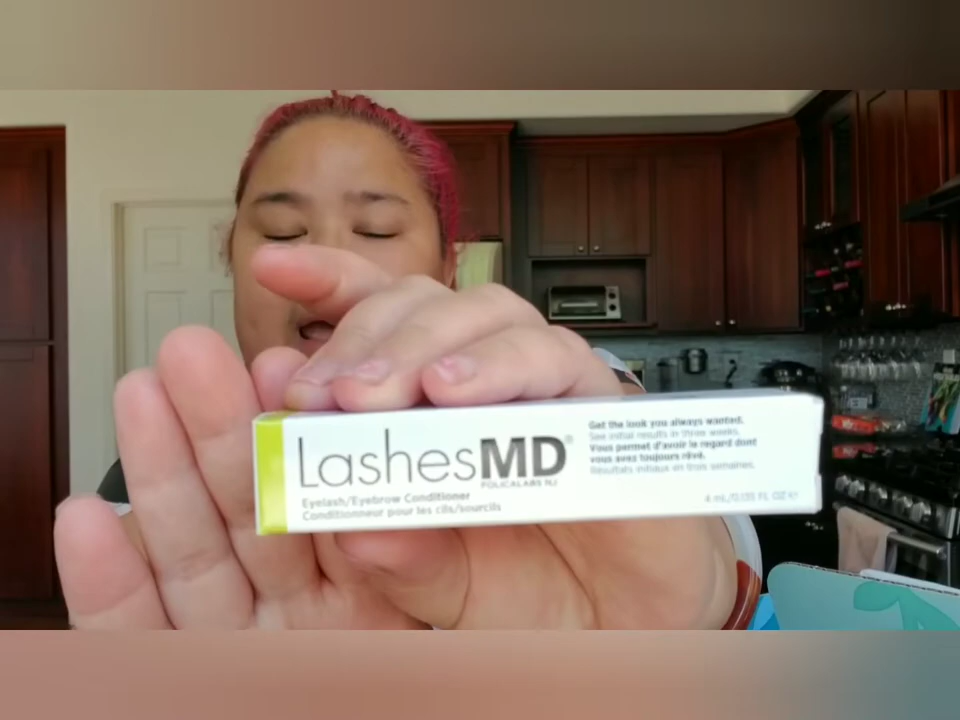 LashesMD®
Eyelash/Eyebrow Conditioner
Conditionneur pour les cils/sourcils
Get the look you always wanted.
See initial results in three weeks.
Vous permet d'avoir le regard dont
vous avez toujours rêvé.
Résultats initiaux en trois semaines.
4 mL/0.135 FL OZ